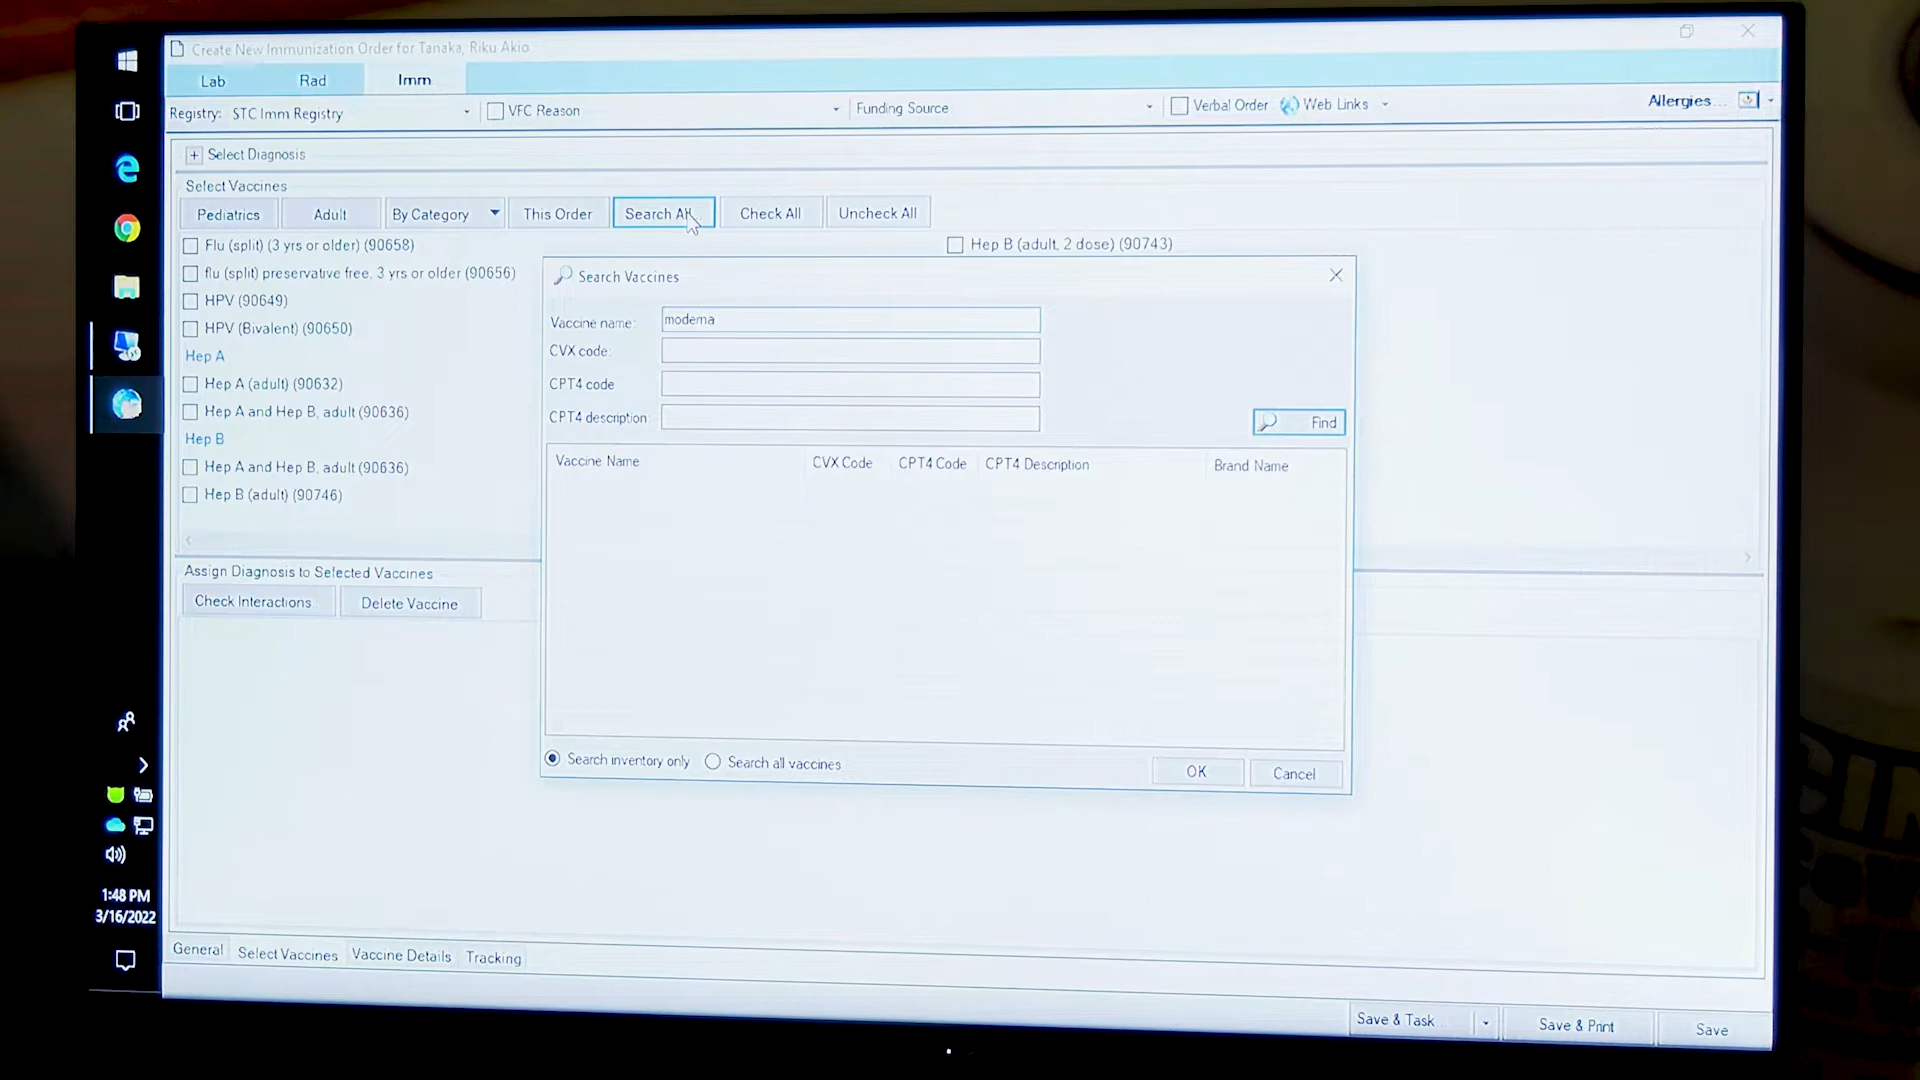 Create New Immunization Order for Tanaka, Riku Akio
Lab Rad Imm
Registry: STC Imm Registry VFC Reason Funding Source Verbal Order Web Links Allergies...
Select Diagnosis
Select Vaccines
Pediatrics Adult By Category This Order Search All Check All Uncheck All
Flu (split) (3 yrs or older) (90658) Hep B (adult, 2 dose) (90743)
flu (split) preservative free, 3 yrs or older (90656)
HPV (90649)
HPV (Bivalent) (90650)
Hep A
Hep A (adult) (90632)
Hep A and Hep B, adult (90636)
Hep B
Hep A and Hep B, adult (90636)
Hep B (adult) (90746)
Search Vaccines
Vaccine name: moderna
CVX code:
CPT4 code
CPT4 description:
Find
Vaccine Name CVX Code CPT4 Code CPT4 Description Brand Name
Search inventory only Search all vaccines OK Cancel
Assign Diagnosis to Selected Vaccines
Check Interactions Delete Vaccine
General Select Vaccines Vaccine Details Tracking
Save & Task... Save & Print Save
1:48 PM
3/16/2022